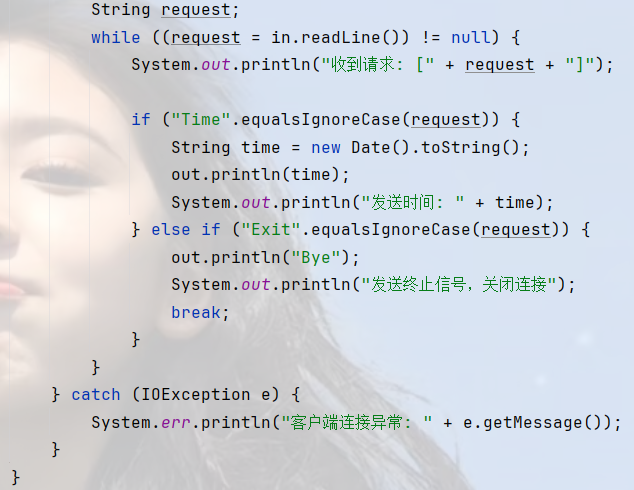 String request;
while ((request = in.readLine()) != null) {
System.out.println("收到请求: [" + request + "]");
if ("Time".equalsIgnoreCase(request)) {
String time = new Date().toString();
out.println(time);
System.out.println("发送时间: " + time);
} else if ("Exit".equalsIgnoreCase(request)) {
out.println("Bye");
System.out.println("发送终止信号，关闭连接");
break;
}
}
} catch (IOException e) {
System.err.println("客户端连接异常: " + e.getMessage());
}
}